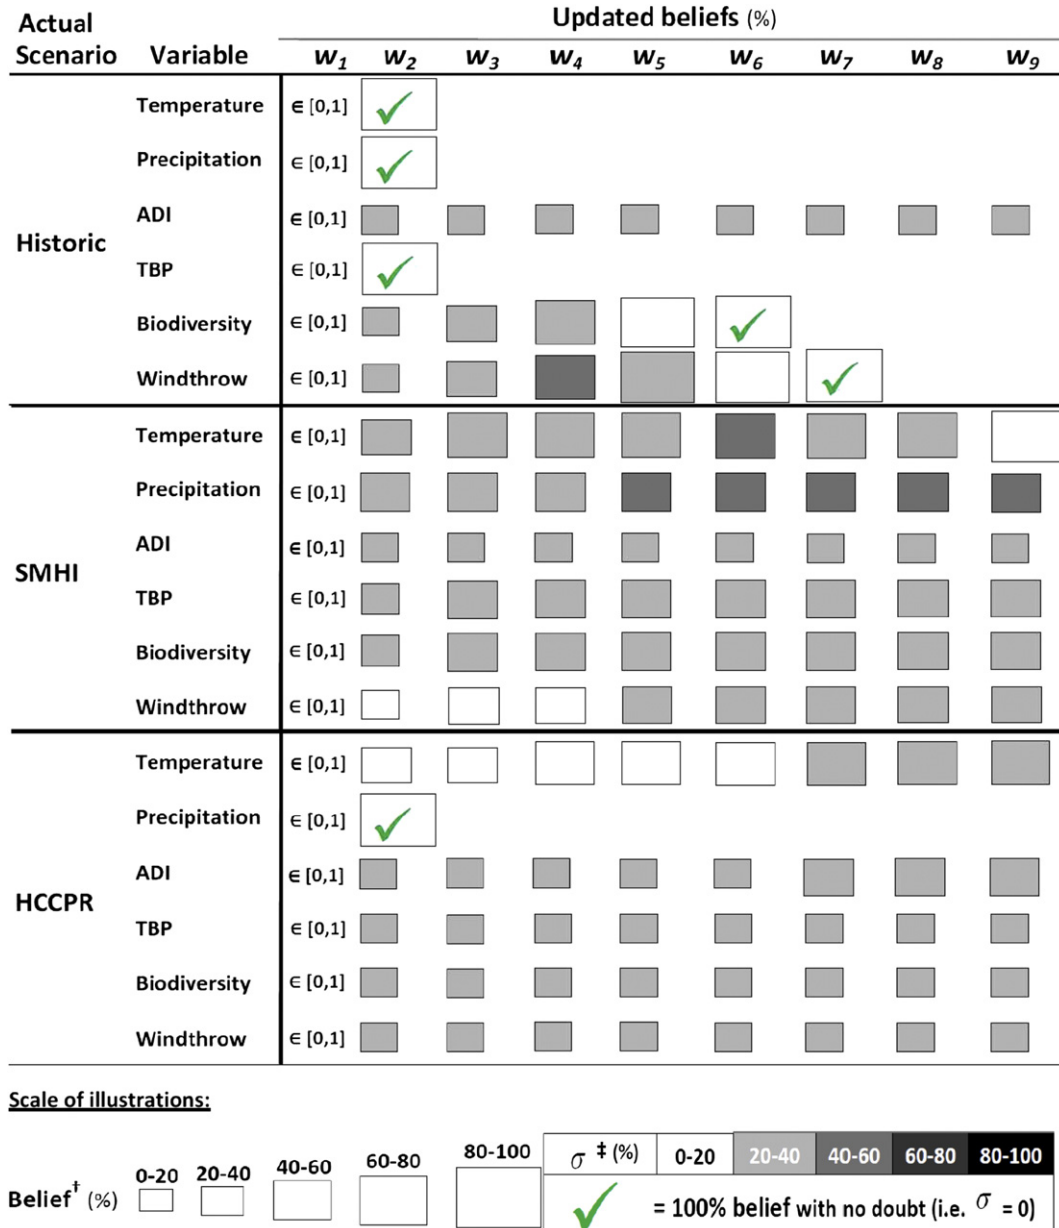 Actual Scenario Variable Updated beliefs (%)
w1 w2 w3 w4 w5 w6 w7 w8 w9
Historic
Temperature ∈ [0,1] ✓
Precipitation ∈ [0,1] ✓
ADI ∈ [0,1]
TBP ∈ [0,1] ✓
Biodiversity ∈ [0,1] ✓
Windthrow ∈ [0,1] ✓
SMHI
Temperature ∈ [0,1]
Precipitation ∈ [0,1]
ADI ∈ [0,1]
TBP ∈ [0,1]
Biodiversity ∈ [0,1]
Windthrow ∈ [0,1]
HCCPR
Temperature ∈ [0,1]
Precipitation ∈ [0,1] ✓
ADI ∈ [0,1]
TBP ∈ [0,1]
Biodiversity ∈ [0,1]
Windthrow ∈ [0,1]
Scale of illustrations:
Belief† (%) 0-20 20-40 40-60 60-80 80-100
σ ‡ (%) 0-20 20-40 40-60 60-80 80-100
✓ = 100% belief with no doubt (i.e. σ = 0)